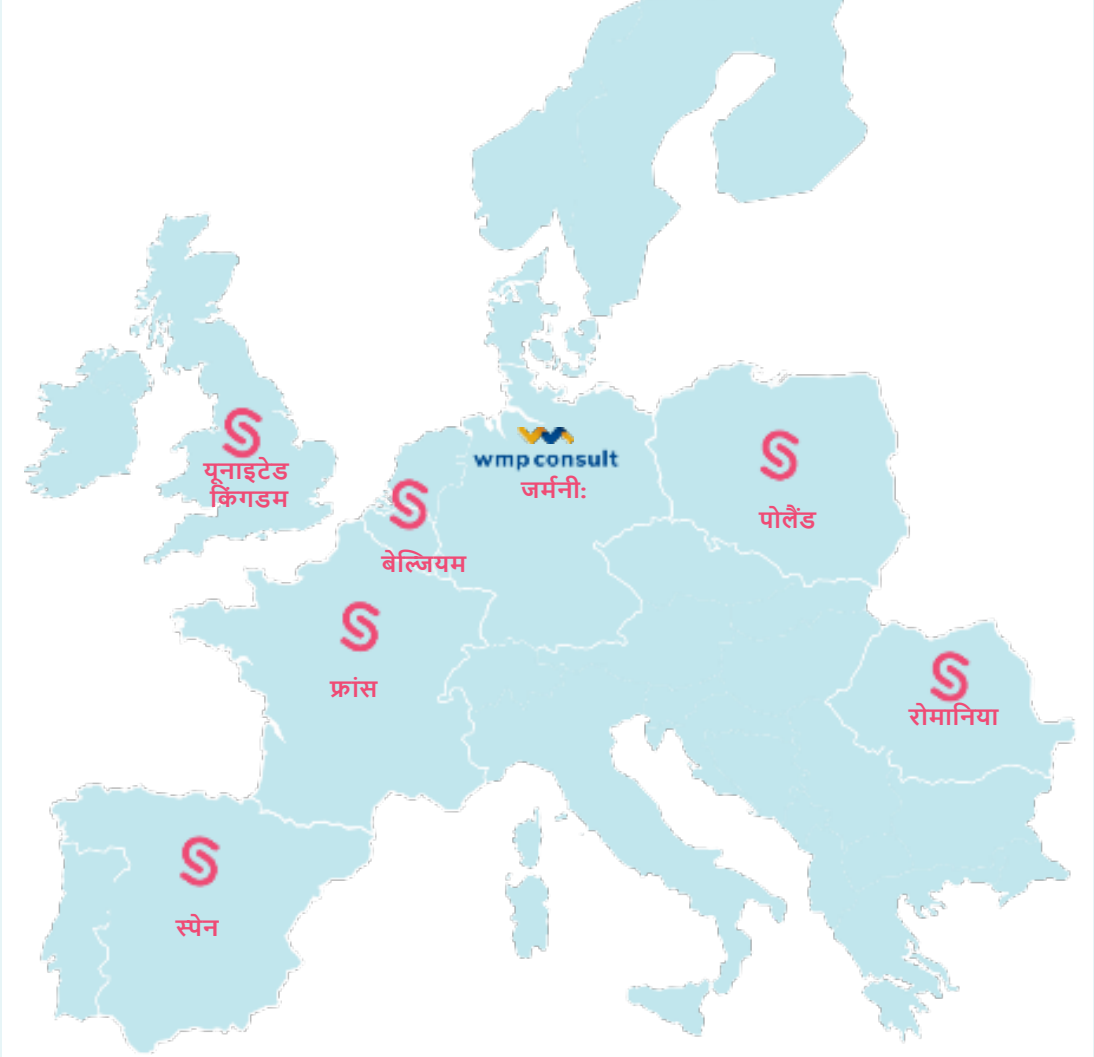 यूनाइटेड
किंगडम
wmp consult
जर्मनी:
पोलैंड
बेल्जियम
फ्रांस
रोमानिया
स्पेन